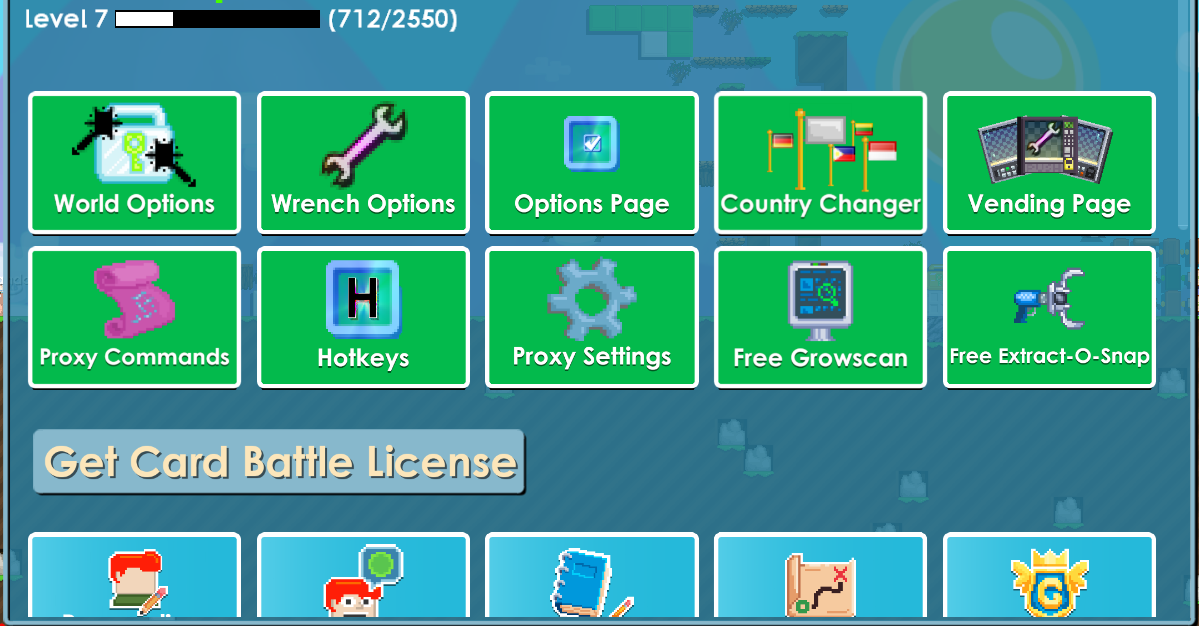 Level 7 (712/2550)
World Options
Wrench Options
Options Page
Country Changer
Vending Page
Proxy Commands
H
Hotkeys
Proxy Settings
Free Growscan
Free Extract-O-Snap
Get Card Battle License